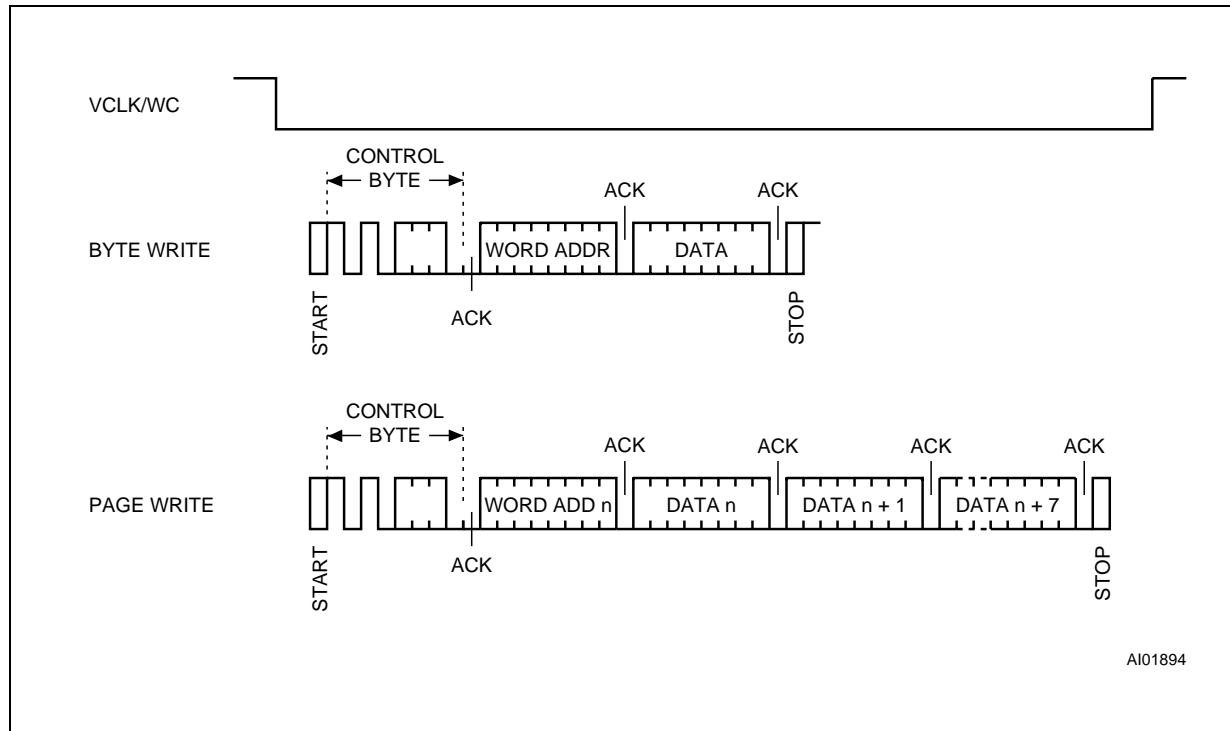 VCLK/WC
CONTROL
BYTE
ACK
ACK
BYTE WRITE
WORD ADDR
DATA
START
ACK
STOP
CONTROL
BYTE
ACK
ACK
ACK
ACK
PAGE WRITE
WORD ADD n
DATA n
DATA n + 1
DATA n + 7
START
ACK
STOP
AI01894